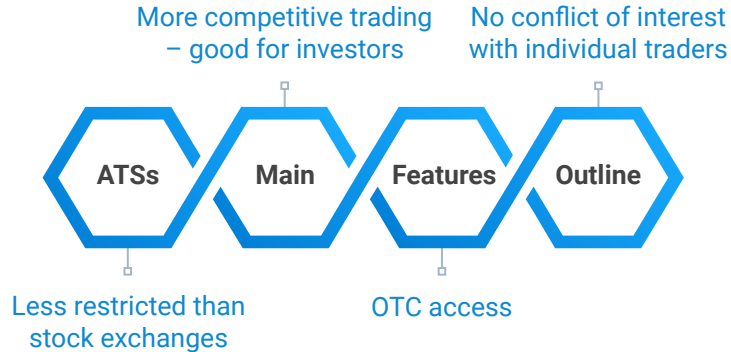 More competitive trading
– good for investors
No conflict of interest
with individual traders
ATSs
Main
Features
Outline
Less restricted than
stock exchanges
OTC access